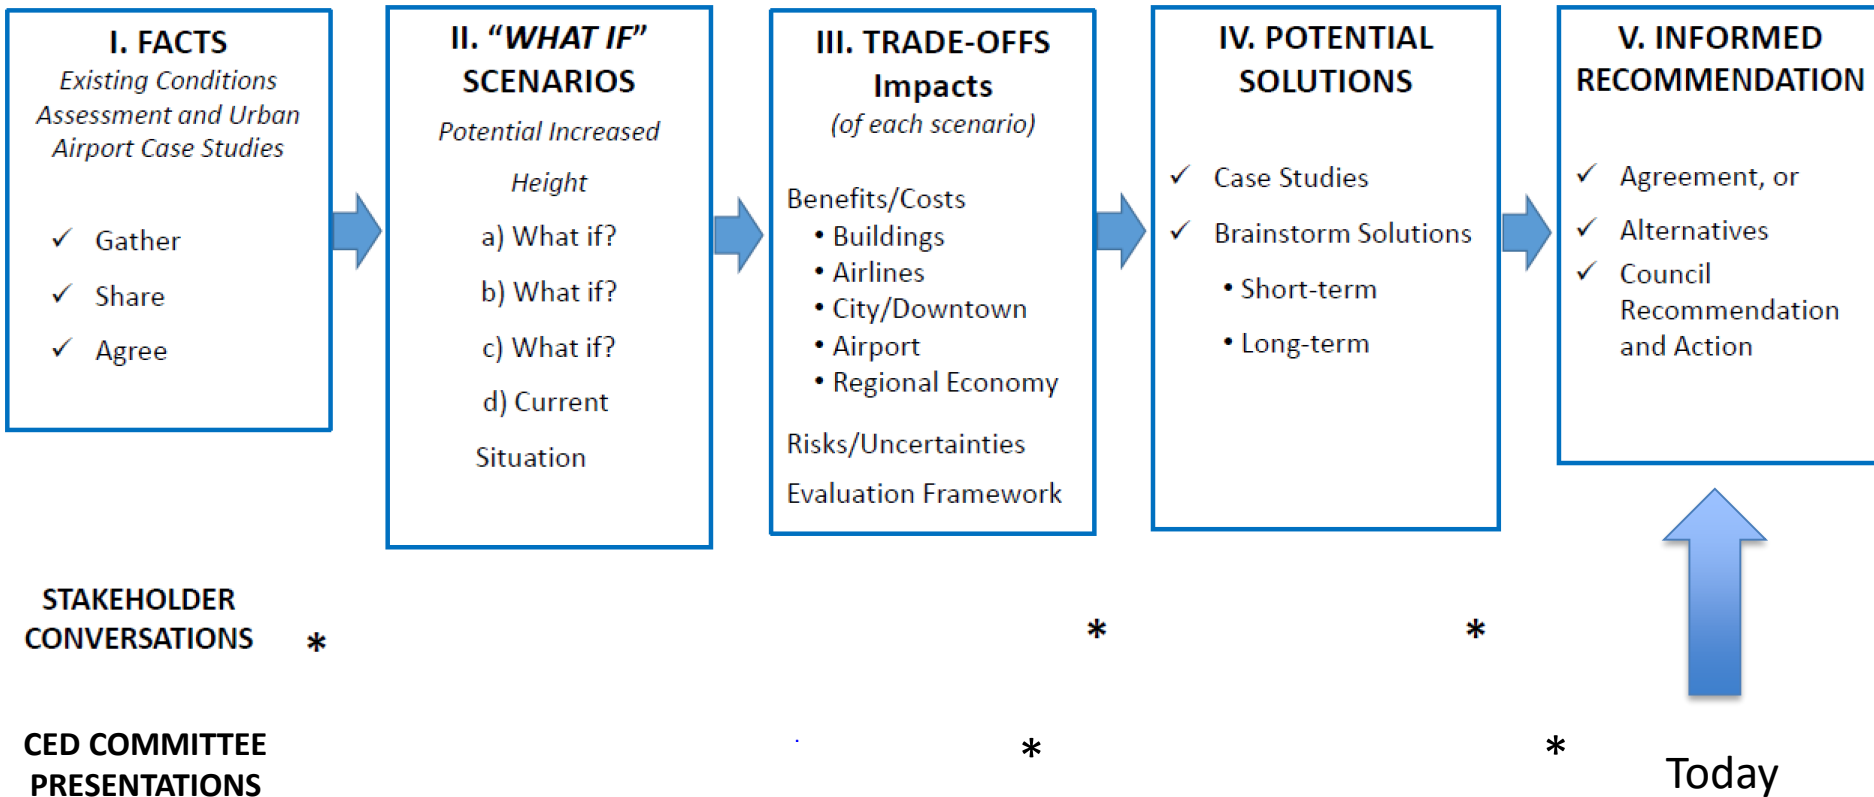 I. FACTS
Existing Conditions
Assessment and Urban
Airport Case Studies
✓ Gather
✓ Share
✓ Agree
II. “WHAT IF”
SCENARIOS
Potential Increased
Height
a) What if?
b) What if?
c) What if?
d) Current
Situation
III. TRADE-OFFS
Impacts
(of each scenario)
Benefits/Costs
• Buildings
• Airlines
• City/Downtown
• Airport
• Regional Economy
Risks/Uncertainties
Evaluation Framework
IV. POTENTIAL
SOLUTIONS
✓ Case Studies
✓ Brainstorm Solutions
• Short-term
• Long-term
V. INFORMED
RECOMMENDATION
✓ Agreement, or
✓ Alternatives
✓ Council
Recommendation
and Action
STAKEHOLDER
CONVERSATIONS * * *
CED COMMITTEE
PRESENTATIONS * *
Today